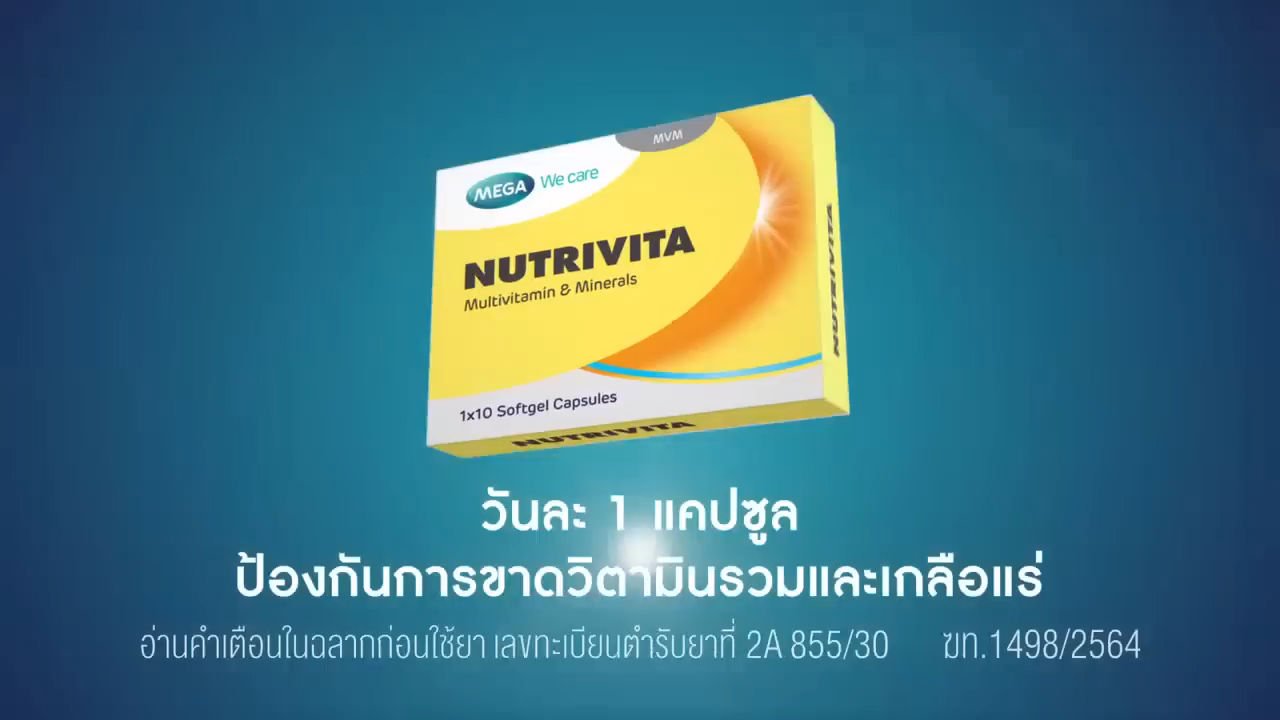 MVM
MEGA We care
NUTRIVITA
Multivitamin & Minerals
1x10 Softgel Capsules
NUTRIVITA
NUTRIVITA
วันละ 1 แคปซูล
ป้องกันการขาดวิตามินรวมและเกลือแร่
อ่านคำเตือนในฉลากก่อนใช้ยา เลขทะเบียนตำรับยาที่ 2A 855/30 ฆท.1498/2564